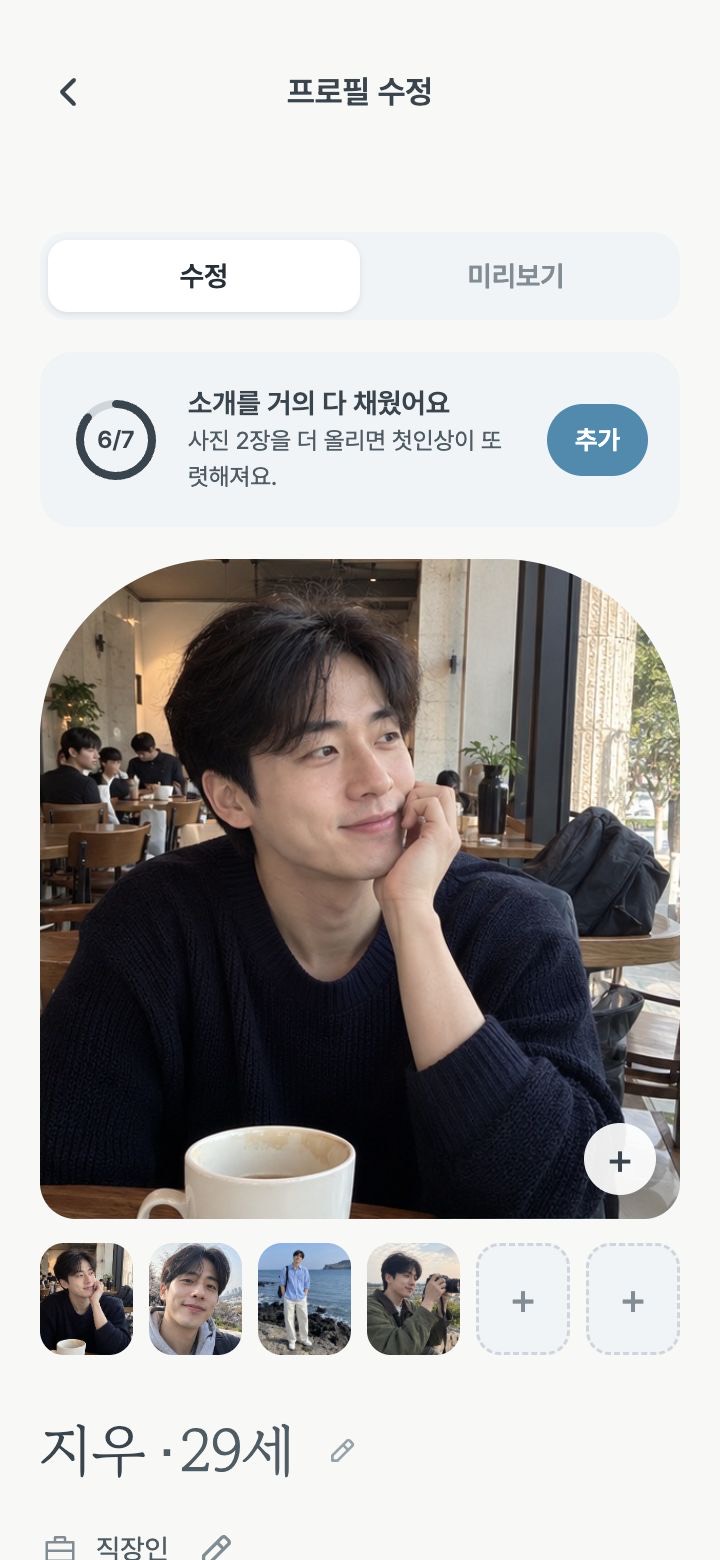 프로필 수정
수정
미리보기
6/7
소개를 거의 다 채웠어요
사진 2장을 더 올리면 첫인상이 또
렷해져요.
추가
지우 · 29세
직장인